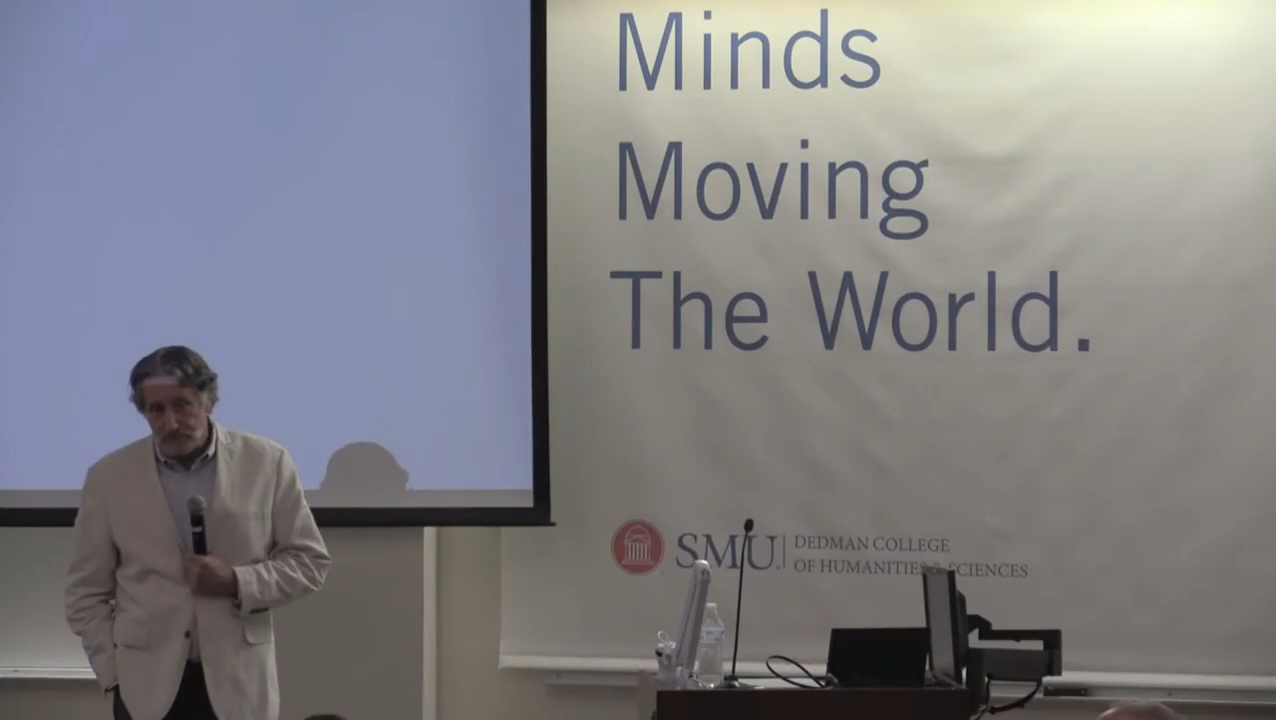 Minds
Moving
The World.
SMU
DEDMAN COLLEGE
OF HUMANITIES & SCIENCES